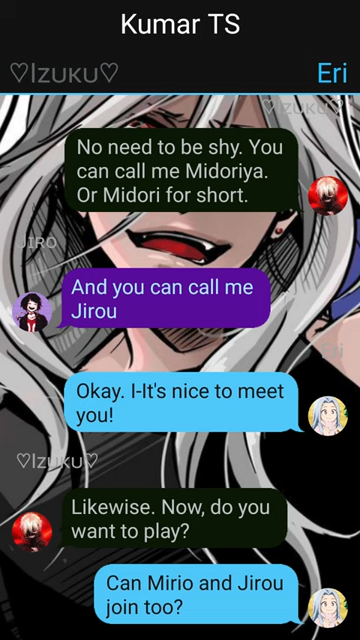 Kumar TS
♡Izuku♡
Eri
♡Izuku♡
No need to be shy. You
can call me Midoriya.
Or Midori for short.
Jiro
And you can call me
Jirou
Eri
Okay. I-It's nice to meet
you!
♡Izuku♡
Likewise. Now, do you
want to play?
Can Mirio and Jirou
join too?